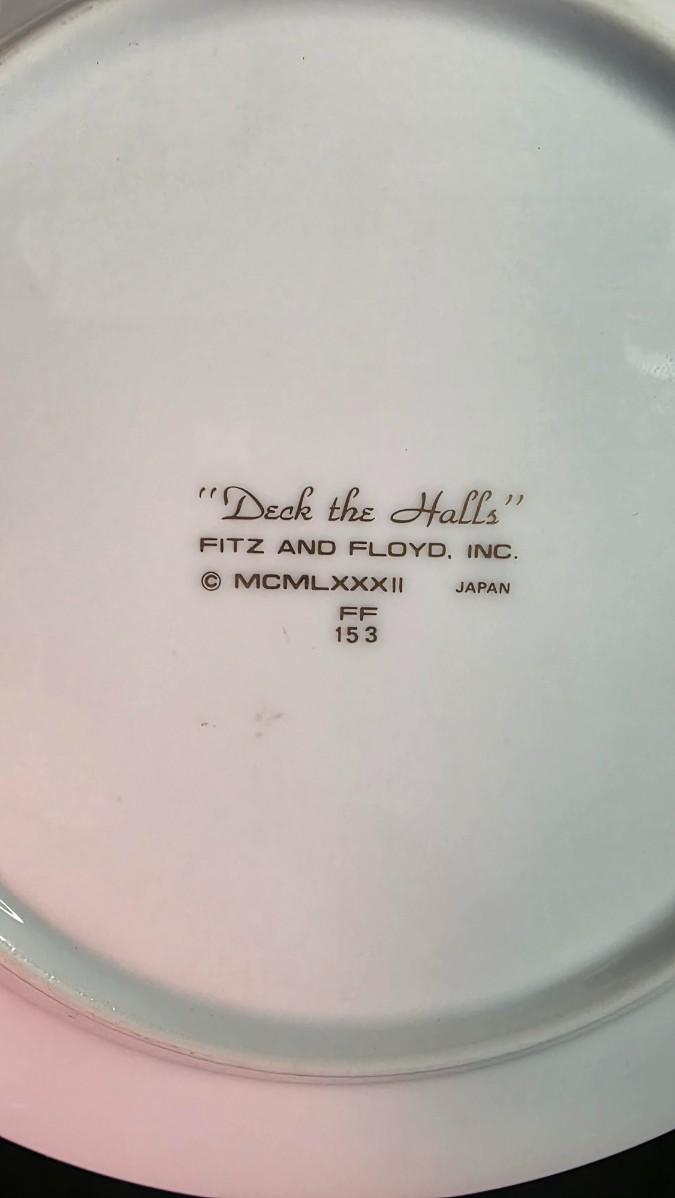 "Deck the Halls"
FITZ AND FLOYD, INC.
© MCMLXXXII JAPAN
FF
153